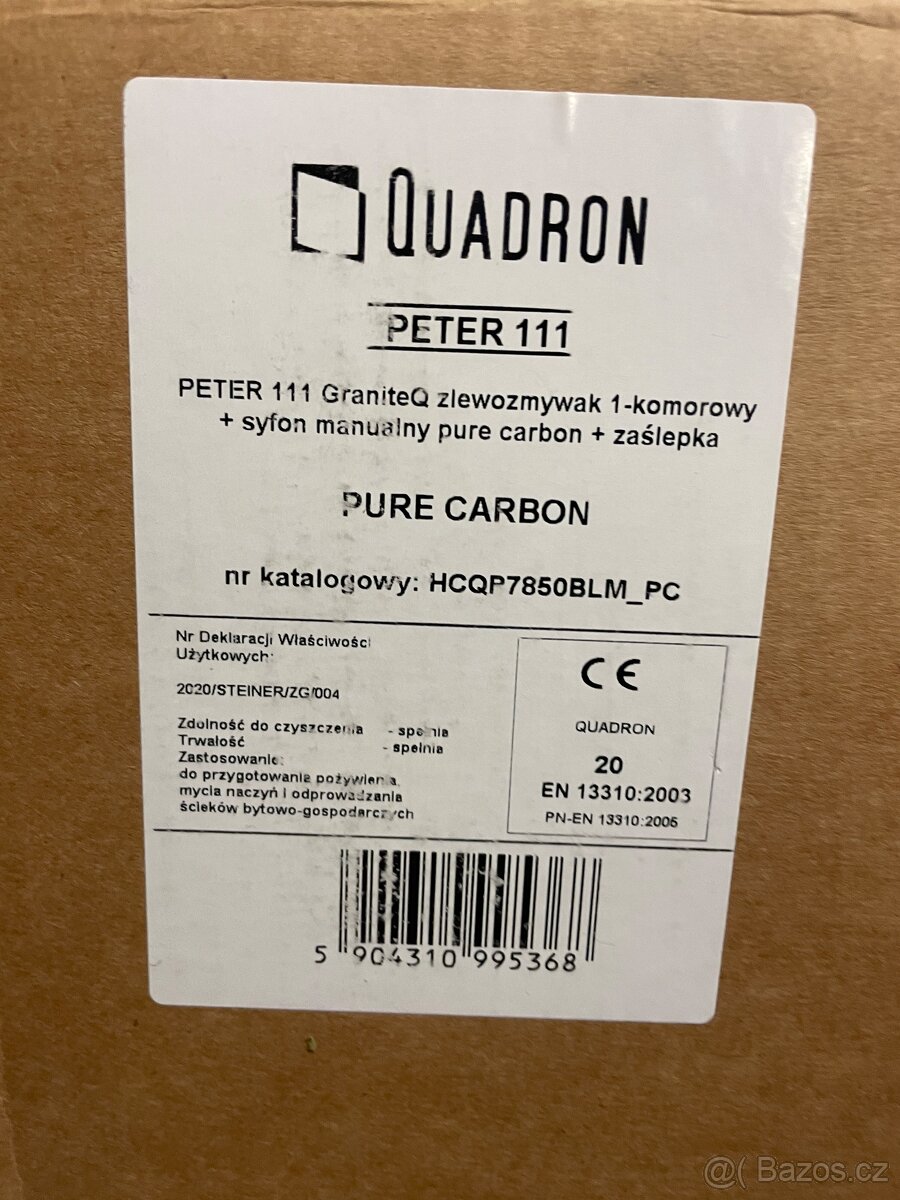 QUADRON
PETER 111
PETER 111 GraniteQ zlewozmywak 1-komorowy
+ syfon manualny pure carbon + zaślepka
PURE CARBON
nr katalogowy: HCQP7850BLM_PC
Nr Deklaracji Właściwości
Użytkowych:
2020/STEINER/ZG/004
Zdolność do czyszczenia - spełnia
Trwałość - spełnia
Zastosowanie:
do przygotowania pożywienia,
mycia naczyń i odprowadzania
ścieków bytowo-gospodarczych
CE
QUADRON
20
EN 13310:2003
PN-EN 13310:2005
5 904310 995368
@( Bazos.cz